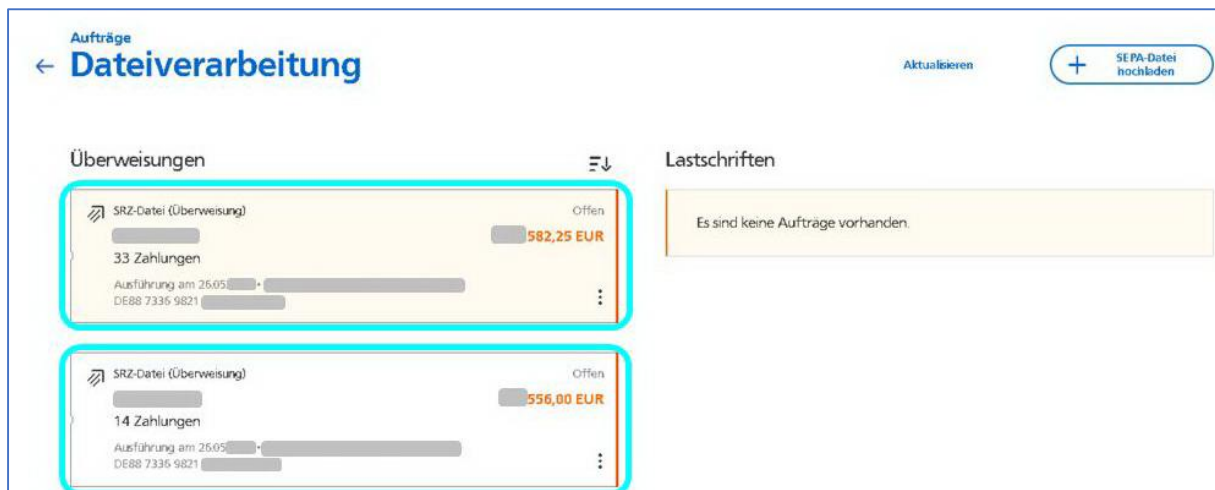 Aufträge
← Dateiverarbeitung
Aktualisieren
+ SEPA-Datei
hochladen
Überweisungen
SRZ-Datei (Überweisung)
Offen
582,25 EUR
33 Zahlungen
Ausführung am 26.05. •
DE88 7336 9821
SRZ-Datei (Überweisung)
Offen
556,00 EUR
14 Zahlungen
Ausführung am 26.05 •
DE88 7336 9821
Lastschriften
Es sind keine Aufträge vorhanden.